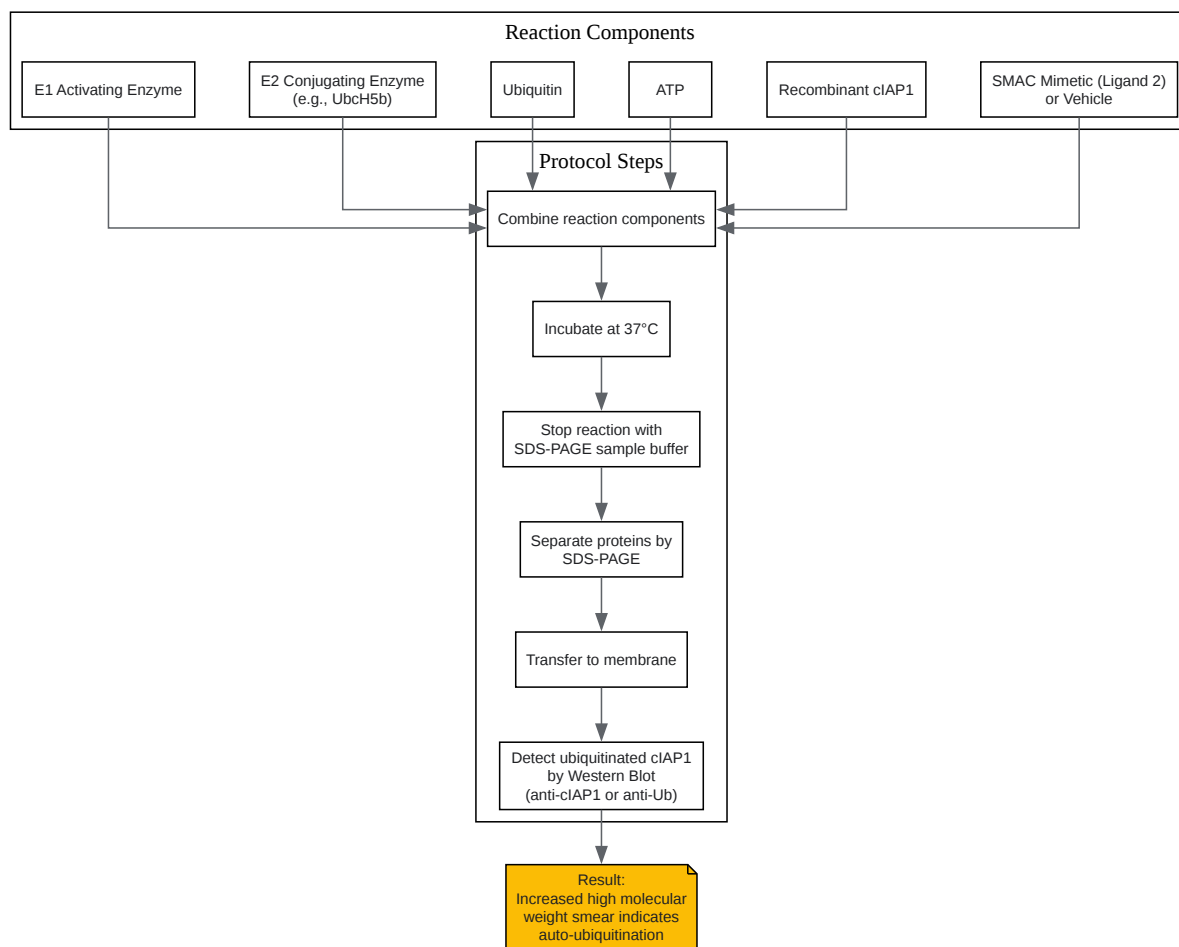 Reaction Components
E1 Activating Enzyme
E2 Conjugating Enzyme
(e.g., UbcH5b)
Ubiquitin
ATP
Recombinant cIAP1
SMAC Mimetic (Ligand 2)
or Vehicle
Protocol Steps
Combine reaction components
Incubate at 37°C
Stop reaction with
SDS-PAGE sample buffer
Separate proteins by
SDS-PAGE
Transfer to membrane
Detect ubiquitinated cIAP1
by Western Blot
(anti-cIAP1 or anti-Ub)
Result:
Increased high molecular
weight smear indicates
auto-ubiquitination